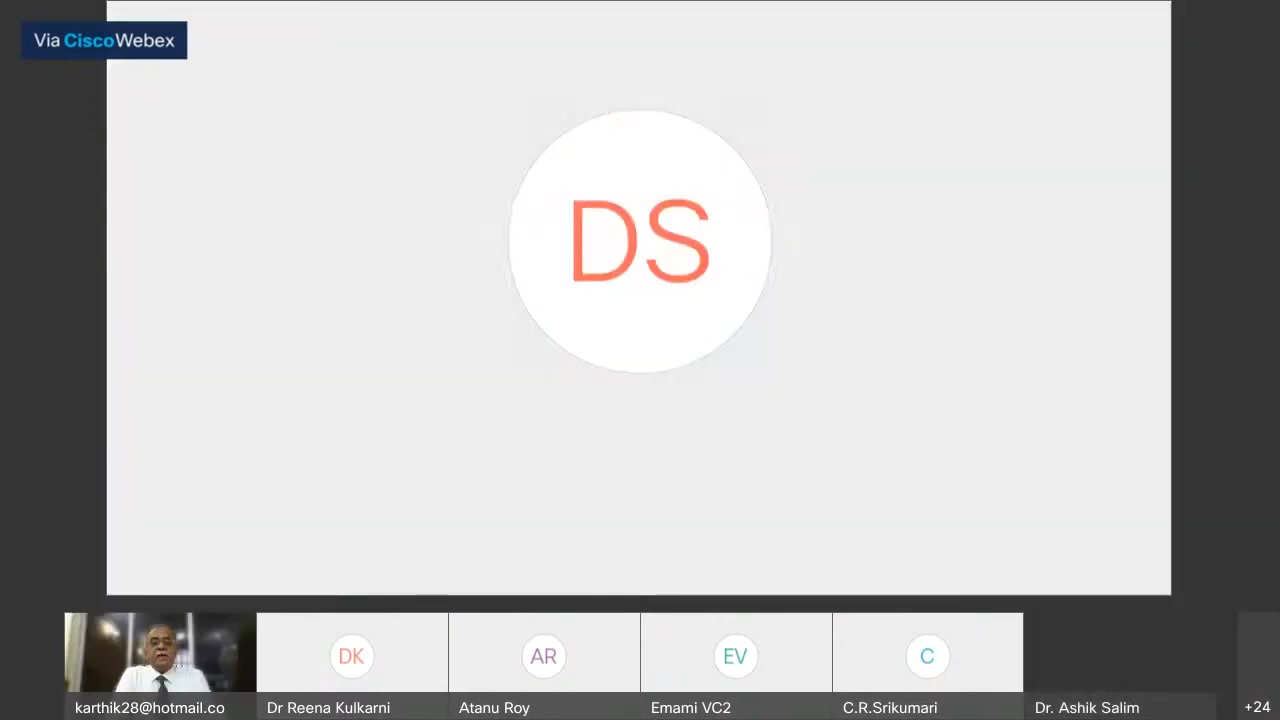 Via CiscoWebex
DS
DK
AR
EV
C
karthik28@hotmail.co
Dr Reena Kulkarni
Atanu Roy
Emami VC2
C.R.Srikumari
Dr. Ashik Salim
+24